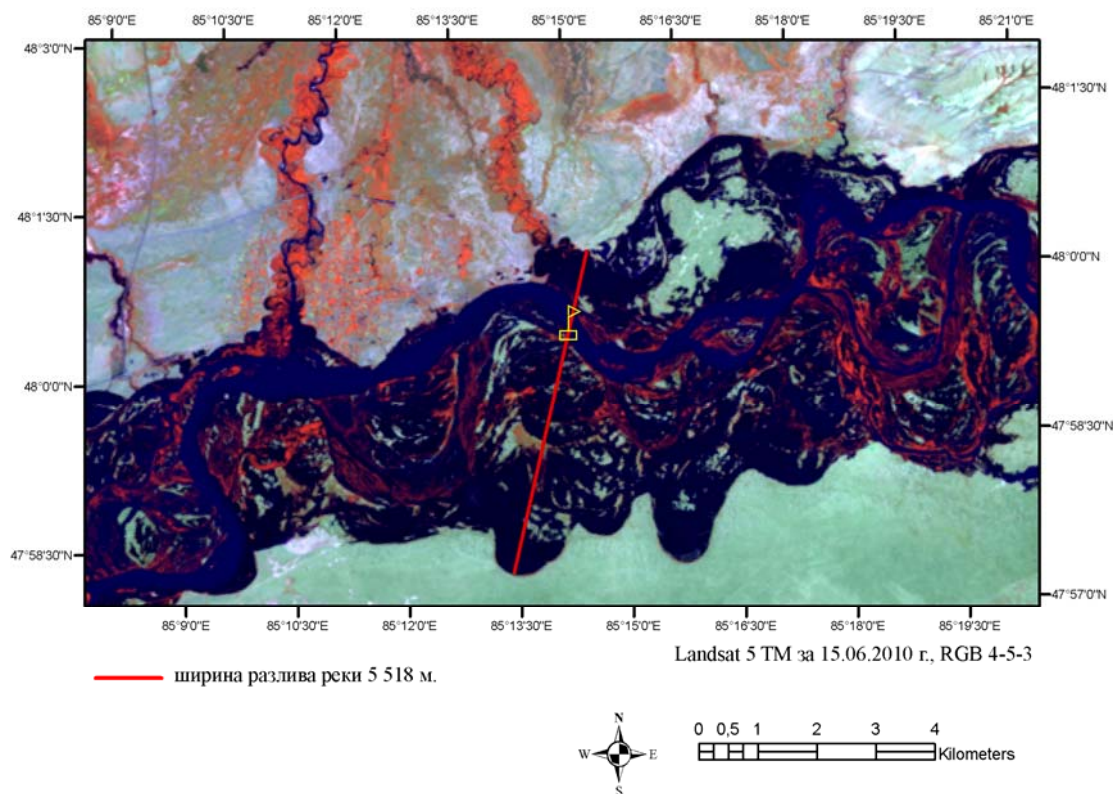 85°9'0"E 85°10'30"E 85°12'0"E 85°13'30"E 85°15'0"E 85°16'30"E 85°18'0"E 85°19'30"E 85°21'0"E
48°3'0"N
48°1'30"N
48°1'30"N
48°0'0"N
48°0'0"N
47°58'30"N
47°58'30"N
47°57'0"N
85°9'0"E 85°10'30"E 85°12'0"E 85°13'30"E 85°15'0"E 85°16'30"E 85°18'0"E 85°19'30"E
Landsat 5 TM за 15.06.2010 г., RGB 4-5-3
ширина разлива реки 5 518 м.
N
W E
S
0 0,5 1 2 3 4
Kilometers